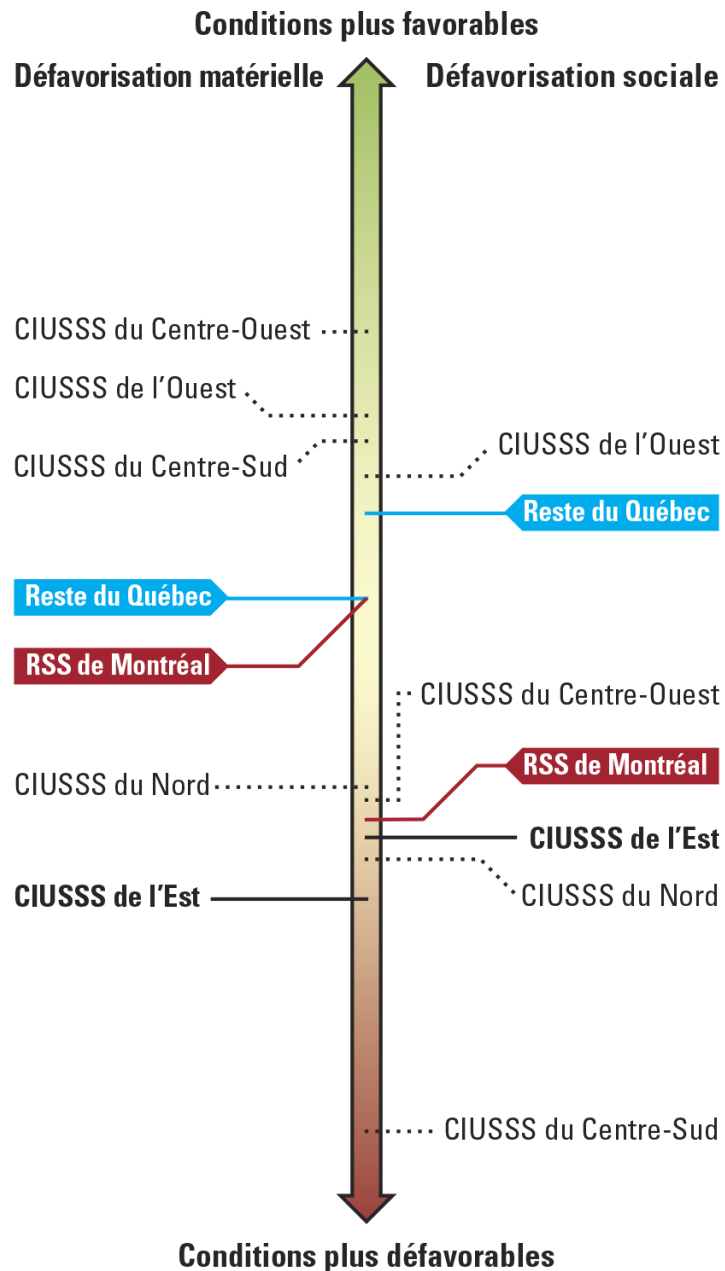 Conditions plus favorables
Défavorisation matérielle
Défavorisation sociale
CIUSSS du Centre-Ouest
CIUSSS de l'Ouest
CIUSSS du Centre-Sud
CIUSSS de l'Ouest
Reste du Québec
Reste du Québec
RSS de Montréal
CIUSSS du Centre-Ouest
RSS de Montréal
CIUSSS du Nord
CIUSSS de l'Est
CIUSSS de l'Est
CIUSSS du Nord
CIUSSS du Centre-Sud
Conditions plus défavorables